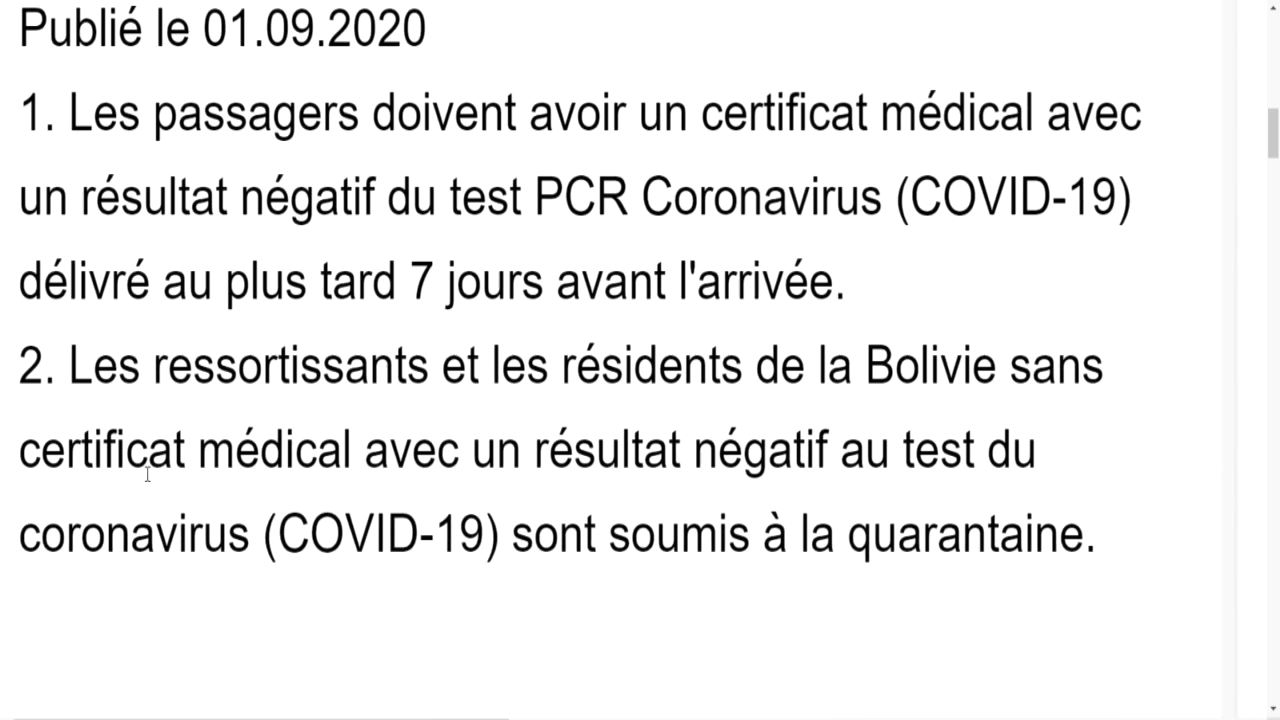 Publié le 01.09.2020
1. Les passagers doivent avoir un certificat médical avec
un résultat négatif du test PCR Coronavirus (COVID-19)
délivré au plus tard 7 jours avant l'arrivée.
2. Les ressortissants et les résidents de la Bolivie sans
certificat médical avec un résultat négatif au test du
coronavirus (COVID-19) sont soumis à la quarantaine.